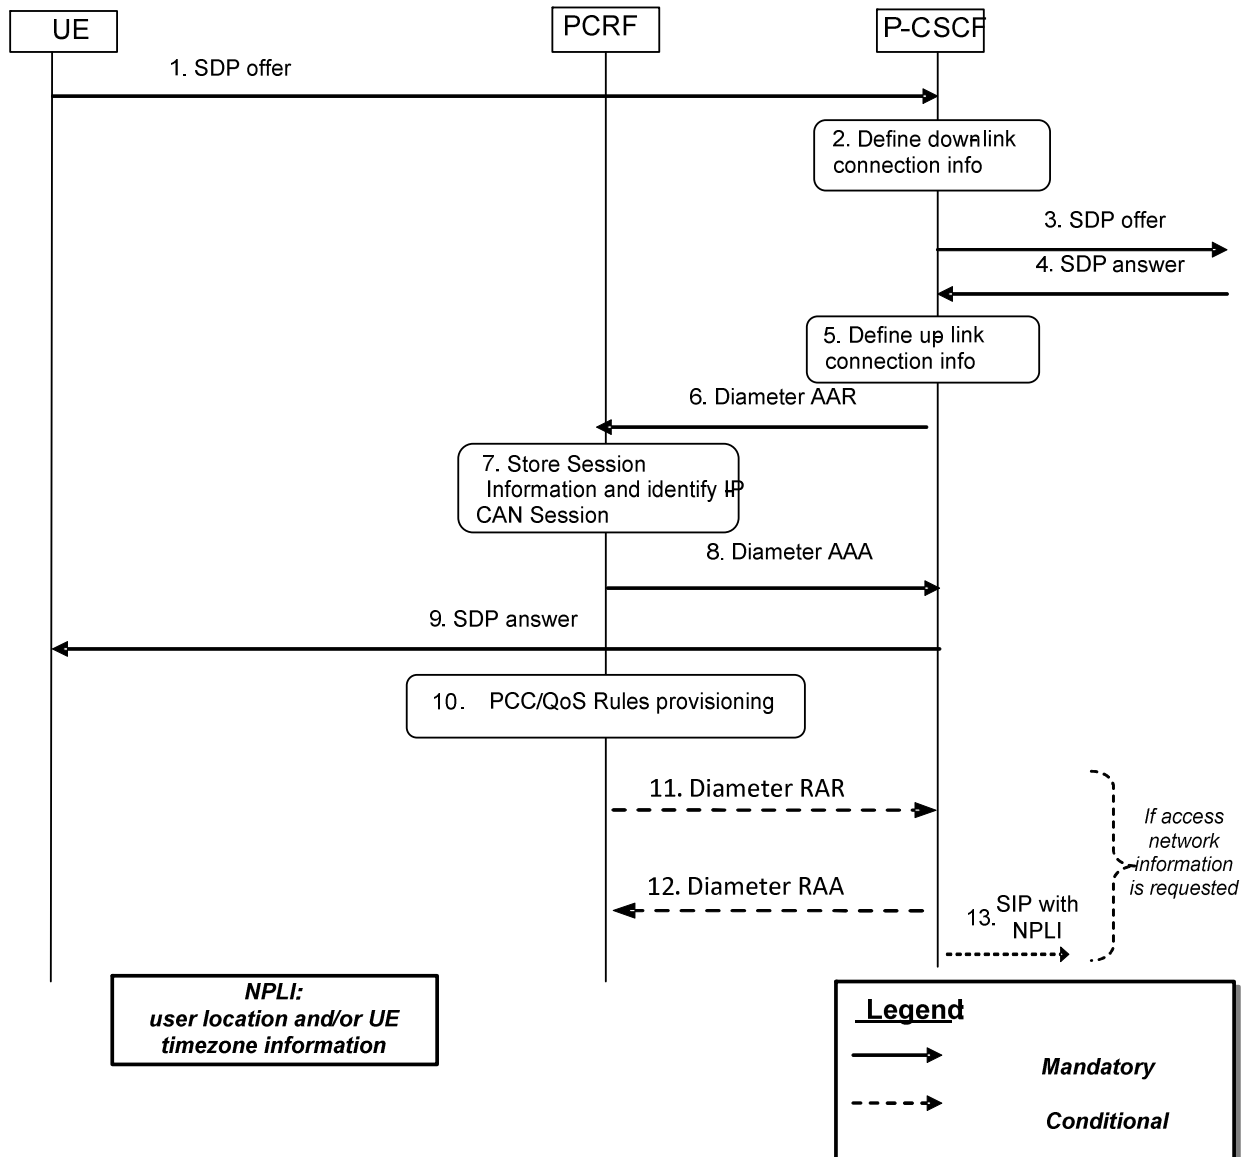 UE
PCRF
P-CSCF
1. SDP offer
2. Define down-link
connection info
3. SDP offer
4. SDP answer
5. Define up- link
connection info
6. Diameter AAR
7. Store Session
Information and identify IP-
CAN Session
8. Diameter AAA
9. SDP answer
10. PCC/QoS Rules provisioning
11. Diameter RAR
If access
network
information
is requested
12. Diameter RAA
13. SIP with
NPLI
NPLI:
user location and/or UE
timezone information
Legend:
Mandatory
Conditional